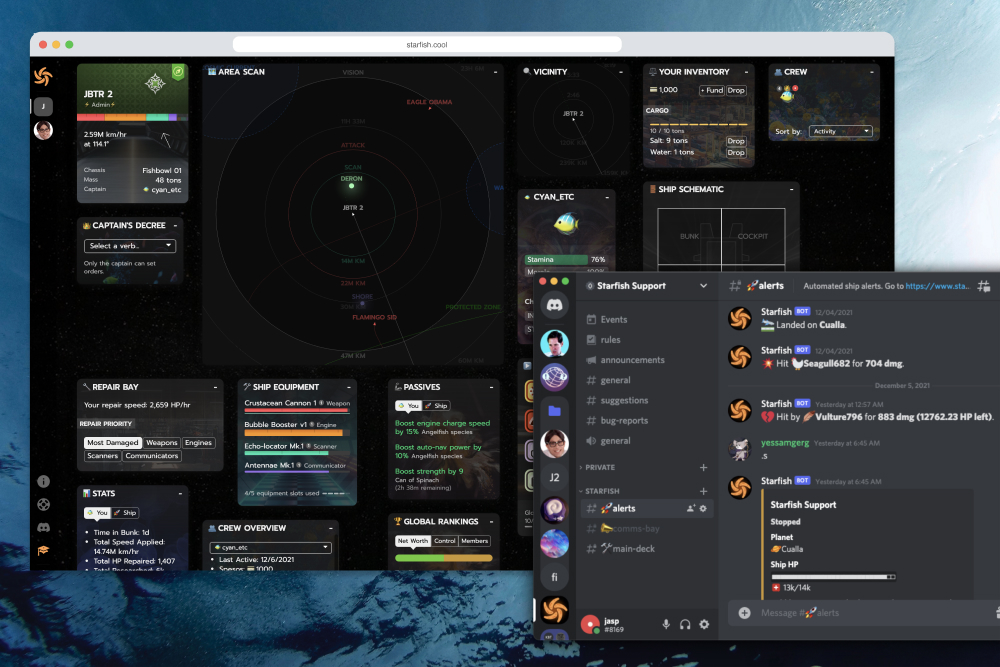 starfish.cool
J
JBTR 2
⚡Admin⚡
2.59M km/hr
at 114.1°
Chassis Fishbowl 01
Mass 48 tons
Captain cyan_etc
CAPTAIN'S DECREE -
Select a verb..
Only the captain can set
orders.
AREA SCAN -
VISION
EAGLE OBAMA
ATTACK
SCAN
DERON
JBTR 2
14M KM
22M KM
SHORE
FLAMINGO SID
PROTECTED ZONE
47M KM
VICINITY -
JBTR 2
YOUR INVENTORY -
1,000 + Fund Drop
CARGO
10 / 10 tons
Salt: 9 tons Drop
Water: 1 tons Drop
CREW -
Sort by: Activity
CYAN_ETC -
Stamina 76%
SHIP SCHEMATIC -
BUNK COCKPIT
REPAIR BAY -
Your repair speed: 2,659 HP/hr
REPAIR PRIORITY
Most Damaged Weapons Engines
Scanners Communicators
SHIP EQUIPMENT -
Crustacean Cannon 1 Weapon
Bubble Booster v1 Engine
Echo-locator Mk.1 Scanner
Antennae Mk.1 Communicator
4/5 equipment slots used
PASSIVES -
You Ship
Boost engine charge speed
by 15% Angelfish species
Boost auto-nav power by
10% Angelfish species
Boost strength by 9
Can of Spinach
(2h 38m remaining)
STATS -
You Ship
• Time in Bunk: 1d
• Total Speed Applied:
14.74M km/hr
• Total HP Repaired: 1,407
CREW OVERVIEW -
cyan_etc
• Last Active: 12/6/2021
GLOBAL RANKINGS -
Net Worth Control Members
J2
fi
Starfish Support
Events
rules
announcements
general
suggestions
bug-reports
general
PRIVATE +
STARFISH +
# 🚀alerts
# comms-bay
# main-deck
jasp
#8169
# 🚀alerts Automated ship alerts. Go to https://www.sta..
Starfish BOT 12/04/2021
Landed on Cualla.
Starfish BOT 12/04/2021
Hit Seagull682 for 704 dmg.
December 5, 2021
Starfish BOT Yesterday at 12:57 AM
Hit by Vulture796 for 883 dmg (12762.23 HP left).
yessamgerg Yesterday at 6:45 AM
.s
Starfish BOT Yesterday at 6:45 AM
Starfish Support
Stopped
Planet
Cualla
Ship HP
13k/14k
Message #🚀alerts